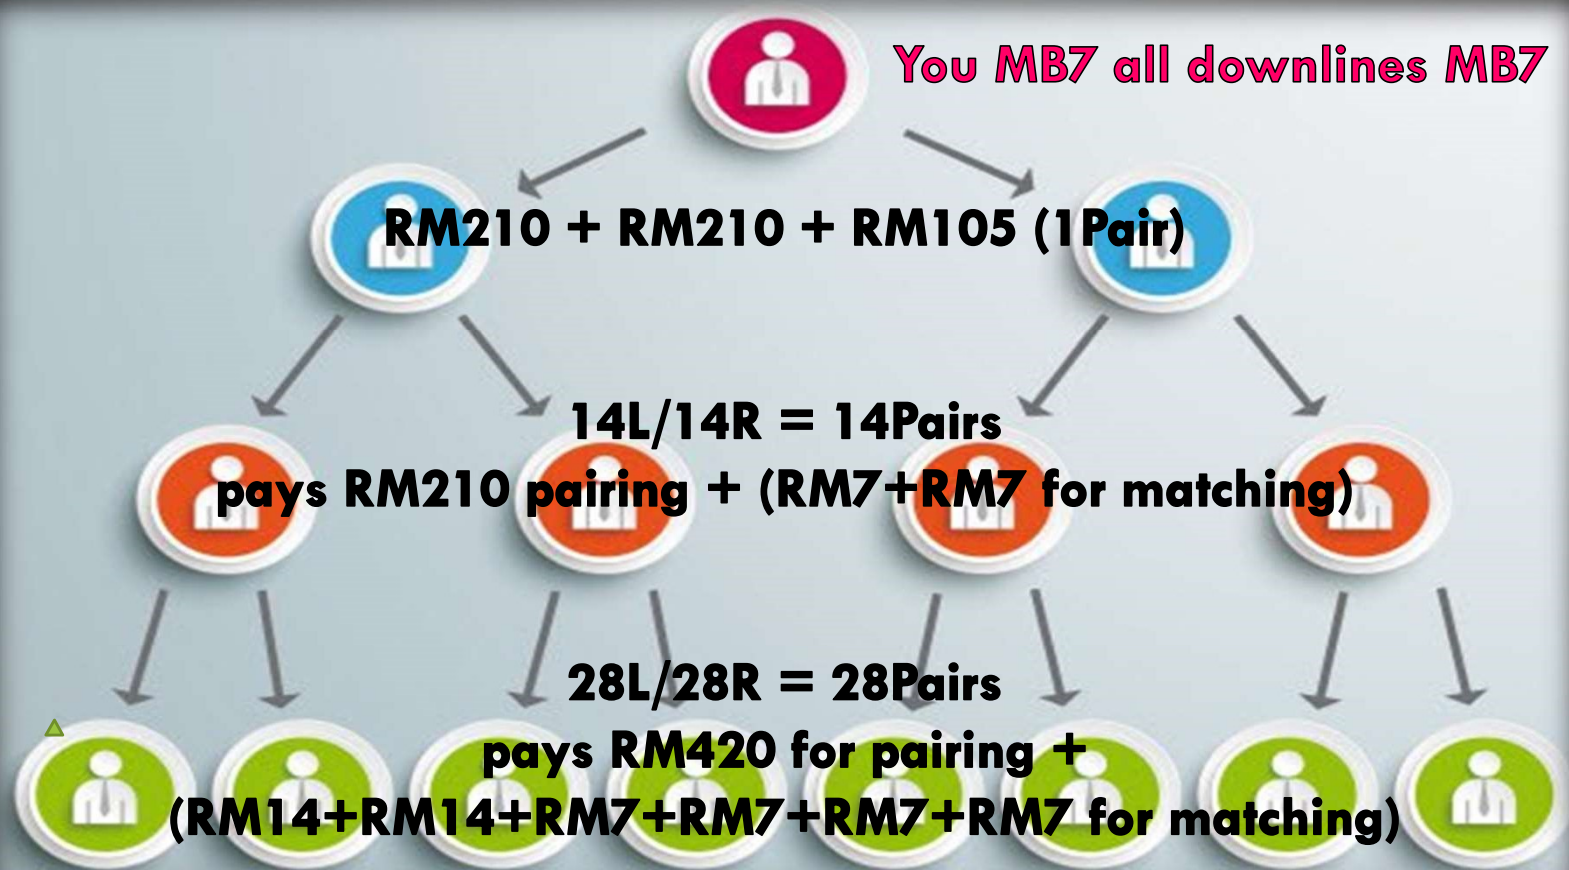 You MB7 all downlines MB7
RM210 + RM210 + RM105 (1Pair)
14L/14R = 14Pairs
pays RM210 pairing + (RM7+RM7 for matching)
28L/28R = 28Pairs
pays RM420 for pairing +
(RM14+RM14+RM7+RM7+RM7+RM7 for matching)